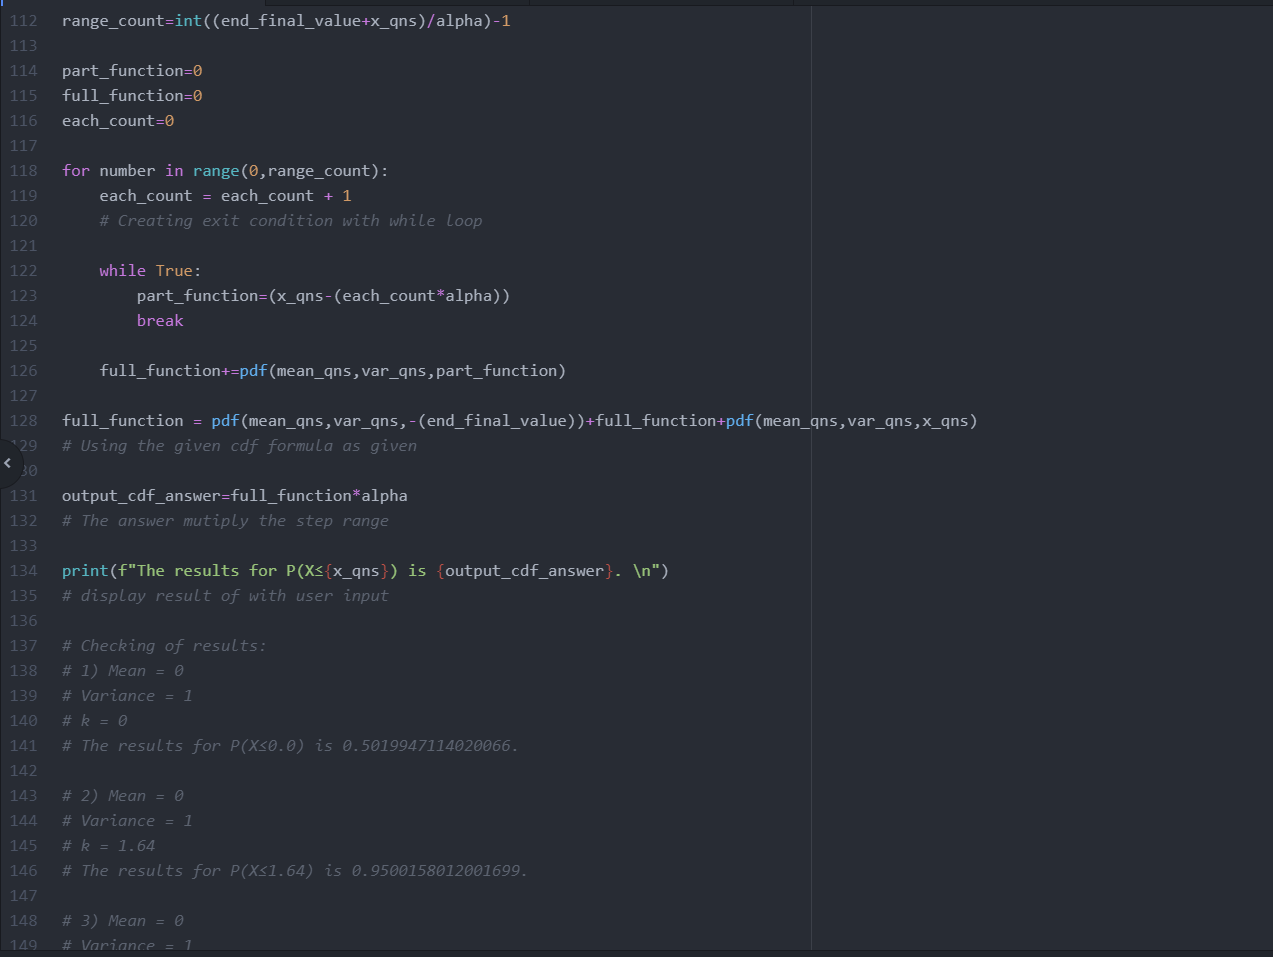 112 range_count=int((end_final_value+x_qns)/alpha)-1
113
114 part_function=0
115 full_function=0
116 each_count=0
117
118 for number in range(0,range_count):
119     each_count = each_count + 1
120     # Creating exit condition with while loop
121
122     while True:
123         part_function=(x_qns-(each_count*alpha))
124         break
125
126     full_function+=pdf(mean_qns,var_qns,part_function)
127
128 full_function = pdf(mean_qns,var_qns,-(end_final_value))+full_function+pdf(mean_qns,var_qns,x_qns)
29 # Using the given cdf formula as given
30
131 output_cdf_answer=full_function*alpha
132 # The answer mutiply the step range
133
134 print(f"The results for P(X≤{x_qns}) is {output_cdf_answer}. \n")
135 # display result of with user input
136
137 # Checking of results:
138 # 1) Mean = 0
139 # Variance = 1
140 # k = 0
141 # The results for P(X≤0.0) is 0.5019947114020066.
142
143 # 2) Mean = 0
144 # Variance = 1
145 # k = 1.64
146 # The results for P(X≤1.64) is 0.9500158012001699.
147
148 # 3) Mean = 0
149 # Variance = 1